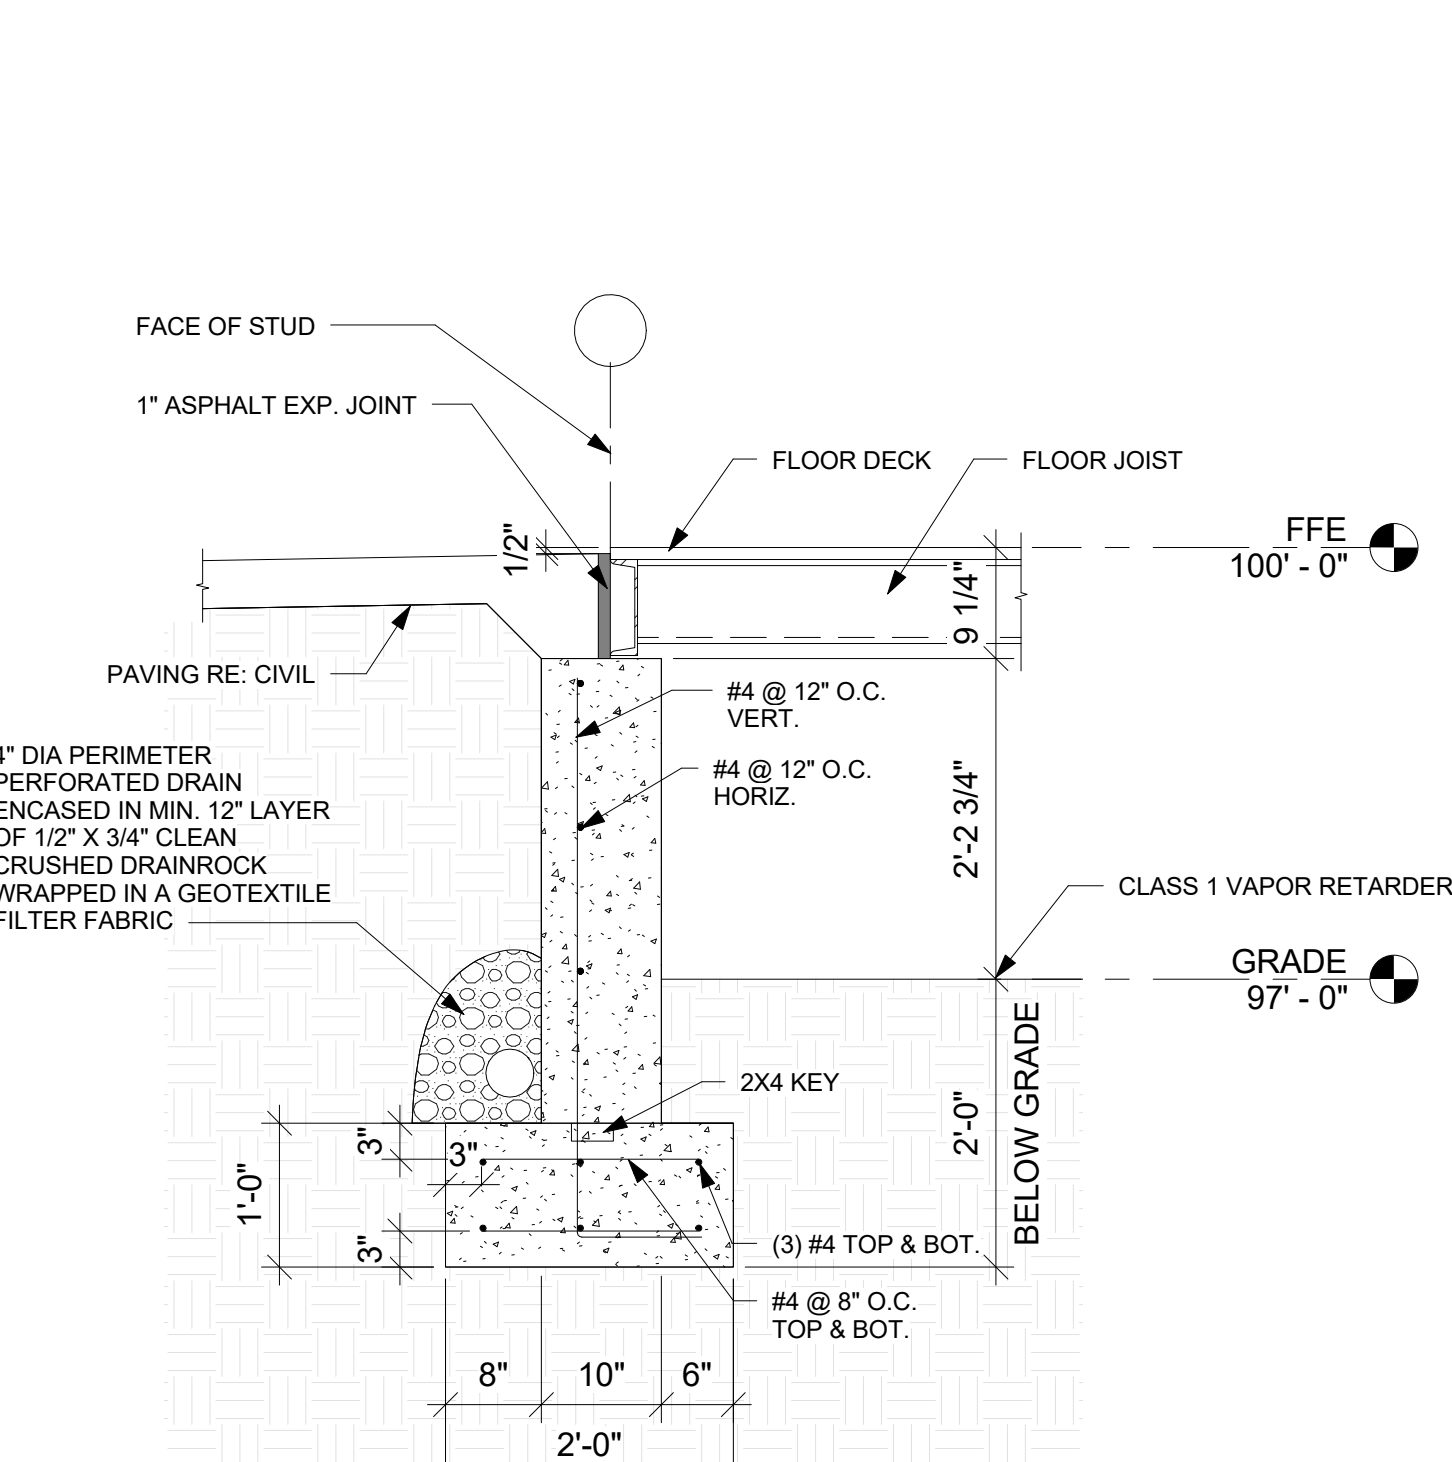 FACE OF STUD
1" ASPHALT EXP. JOINT
FLOOR DECK
FLOOR JOIST
1/2"
FFE
100' - 0"
9 1/4"
PAVING RE: CIVIL
#4 @ 12" O.C.
VERT.
4" DIA PERIMETER
PERFORATED DRAIN
ENCASED IN MIN. 12" LAYER
OF 1/2" X 3/4" CLEAN
CRUSHED DRAINROCK
WRAPPED IN A GEOTEXTILE
FILTER FABRIC
#4 @ 12" O.C.
HORIZ.
2'-2 3/4"
CLASS 1 VAPOR RETARDER
GRADE
97' - 0"
2X4 KEY
2'-0"
BELOW GRADE
3"
3"
1'-0"
3"
(3) #4 TOP & BOT.
#4 @ 8" O.C.
TOP & BOT.
8"
10"
6"
2'-0"